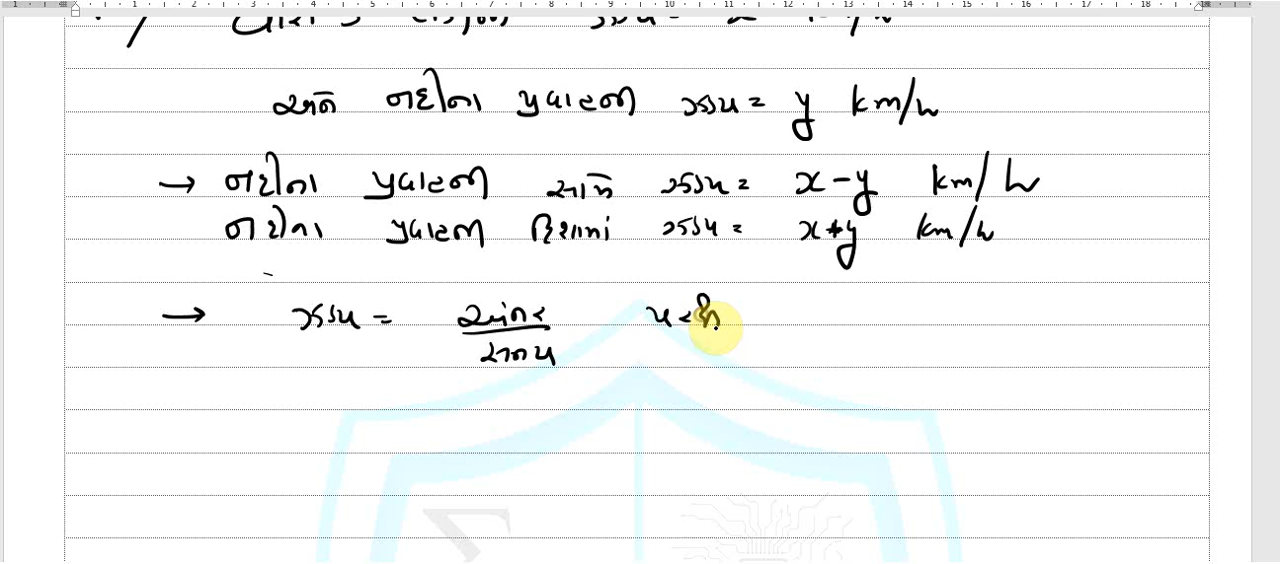 અને નદીના પ્રવાહની ઝડપ = y km/h
→ નદીના પ્રવાહની સામે ઝડપ = x-y km/h
નદીના પ્રવાહની દિશામાં ઝડપ = x+y km/h
→ ઝડપ = અંતર / સમય પરથી